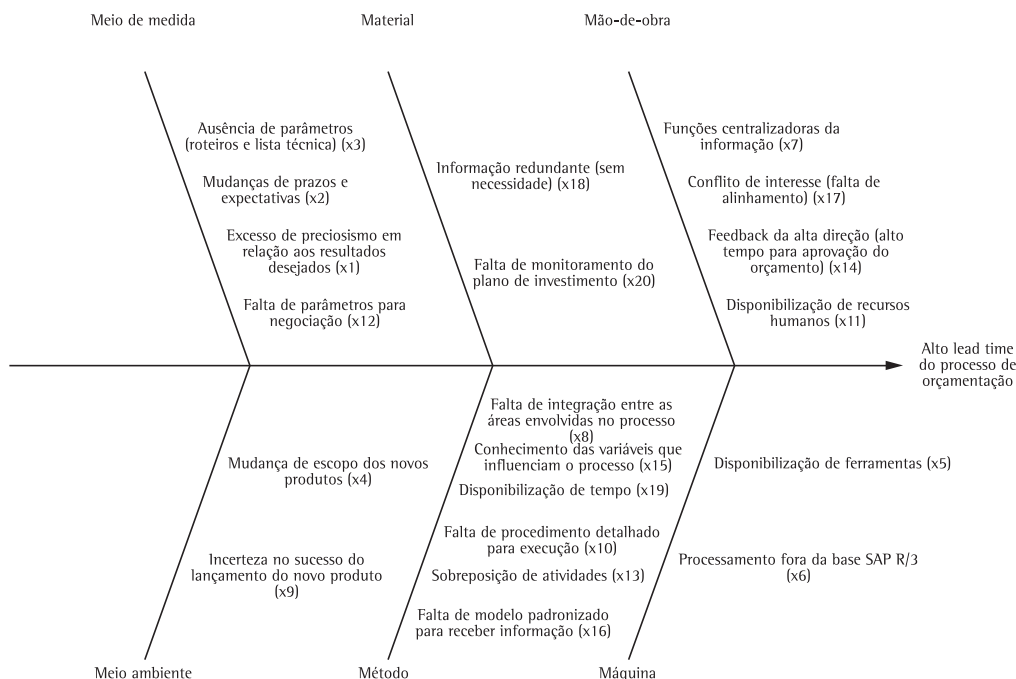 Meio de medida
Material
Mão-de-obra
Ausência de parâmetros
(roteiros e lista técnica) (x3)
Mudanças de prazos e
expectativas (x2)
Excesso de preciosismo em
relação aos resultados
desejados (x1)
Falta de parâmetros para
negociação (x12)
Informação redundante (sem
necessidade) (x18)
Falta de monitoramento do
plano de investimento (x20)
Funções centralizadoras da
informação (x7)
Conflito de interesse (falta de
alinhamento) (x17)
Feedback da alta direção (alto
tempo para aprovação do
orçamento) (x14)
Disponibilização de recursos
humanos (x11)
Alto lead time
do processo de
orçamentação
Mudança de escopo dos novos
produtos (x4)
Incerteza no sucesso do
lançamento do novo produto
(x9)
Falta de integração entre as
áreas envolvidas no processo
(x8)
Conhecimento das variáveis que
influenciam o processo (x15)
Disponibilização de tempo (x19)
Falta de procedimento detalhado
para execução (x10)
Sobreposição de atividades (x13)
Falta de modelo padronizado
para receber informação (x16)
Disponibilização de ferramentas (x5)
Processamento fora da base SAP R/3
(x6)
Meio ambiente
Método
Máquina